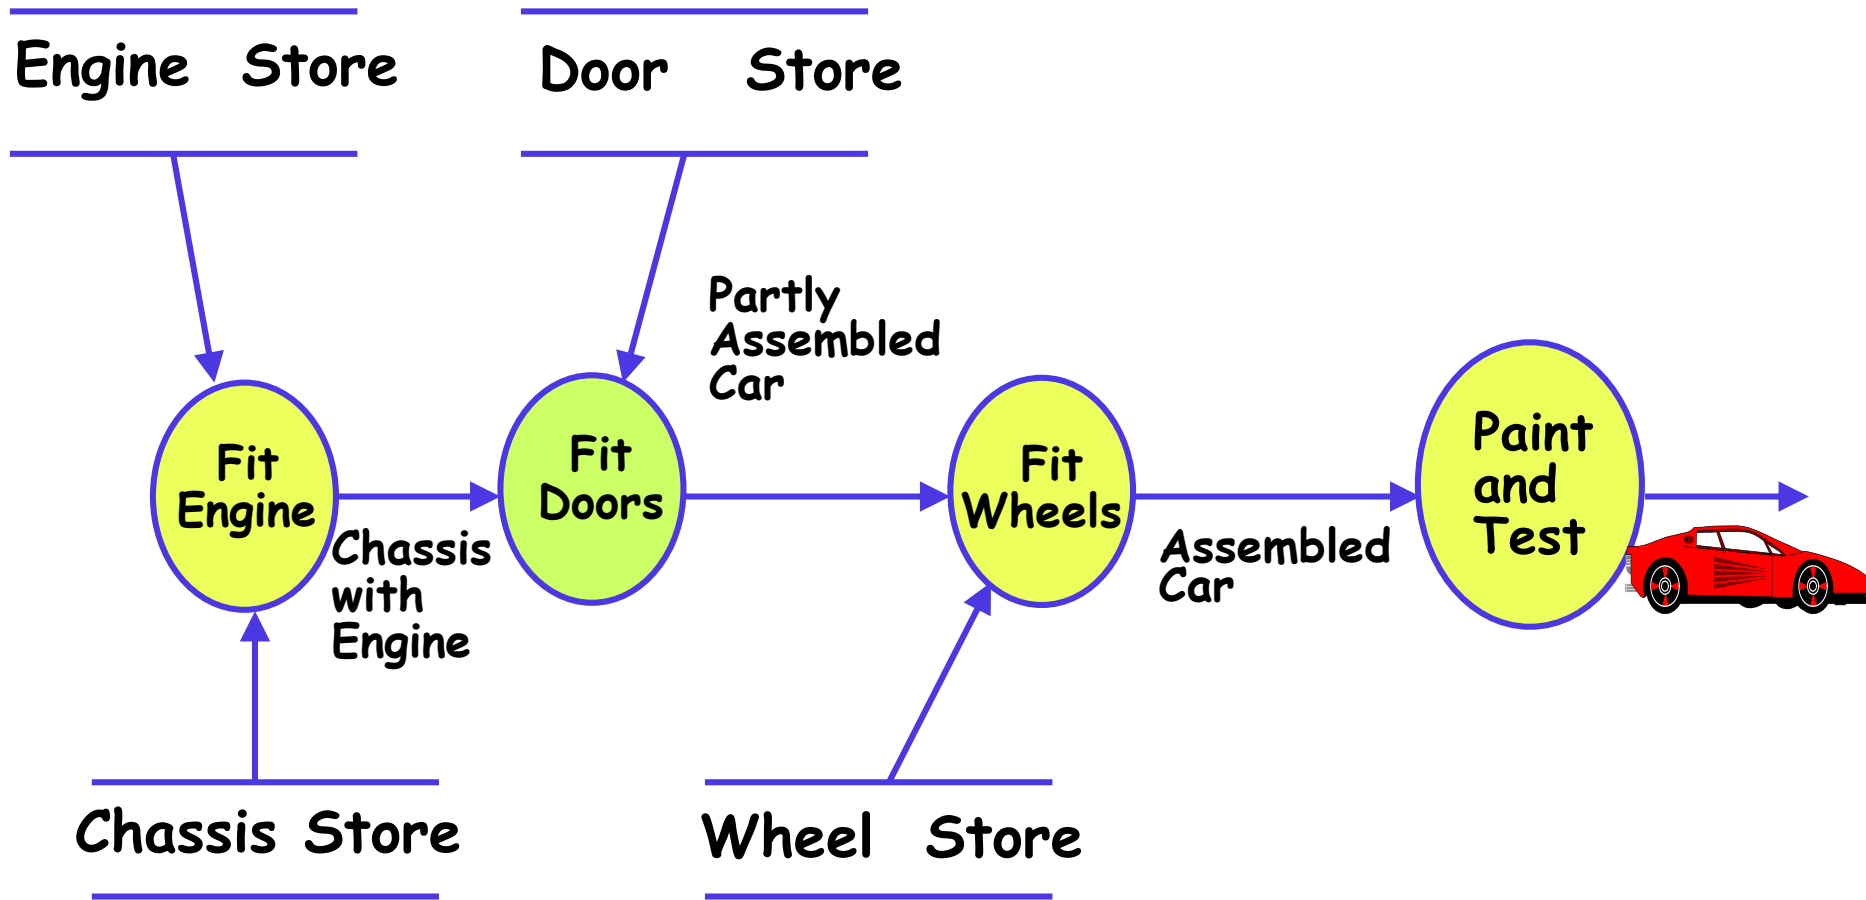 Engine Store
Door Store
Partly
Assembled
Car
Fit
Engine
Chassis
with
Engine
Fit
Doors
Fit
Wheels
Assembled
Car
Paint
and
Test
Chassis Store
Wheel Store